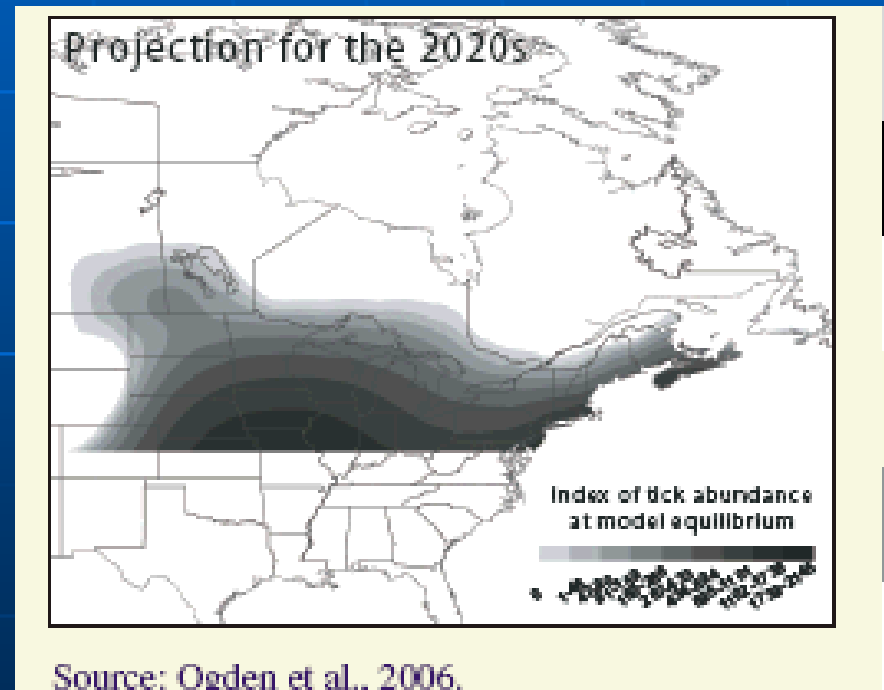 Projection for the 2020s
Index of tick abundance
at model equilibrium
Source: Ogden et al., 2006.